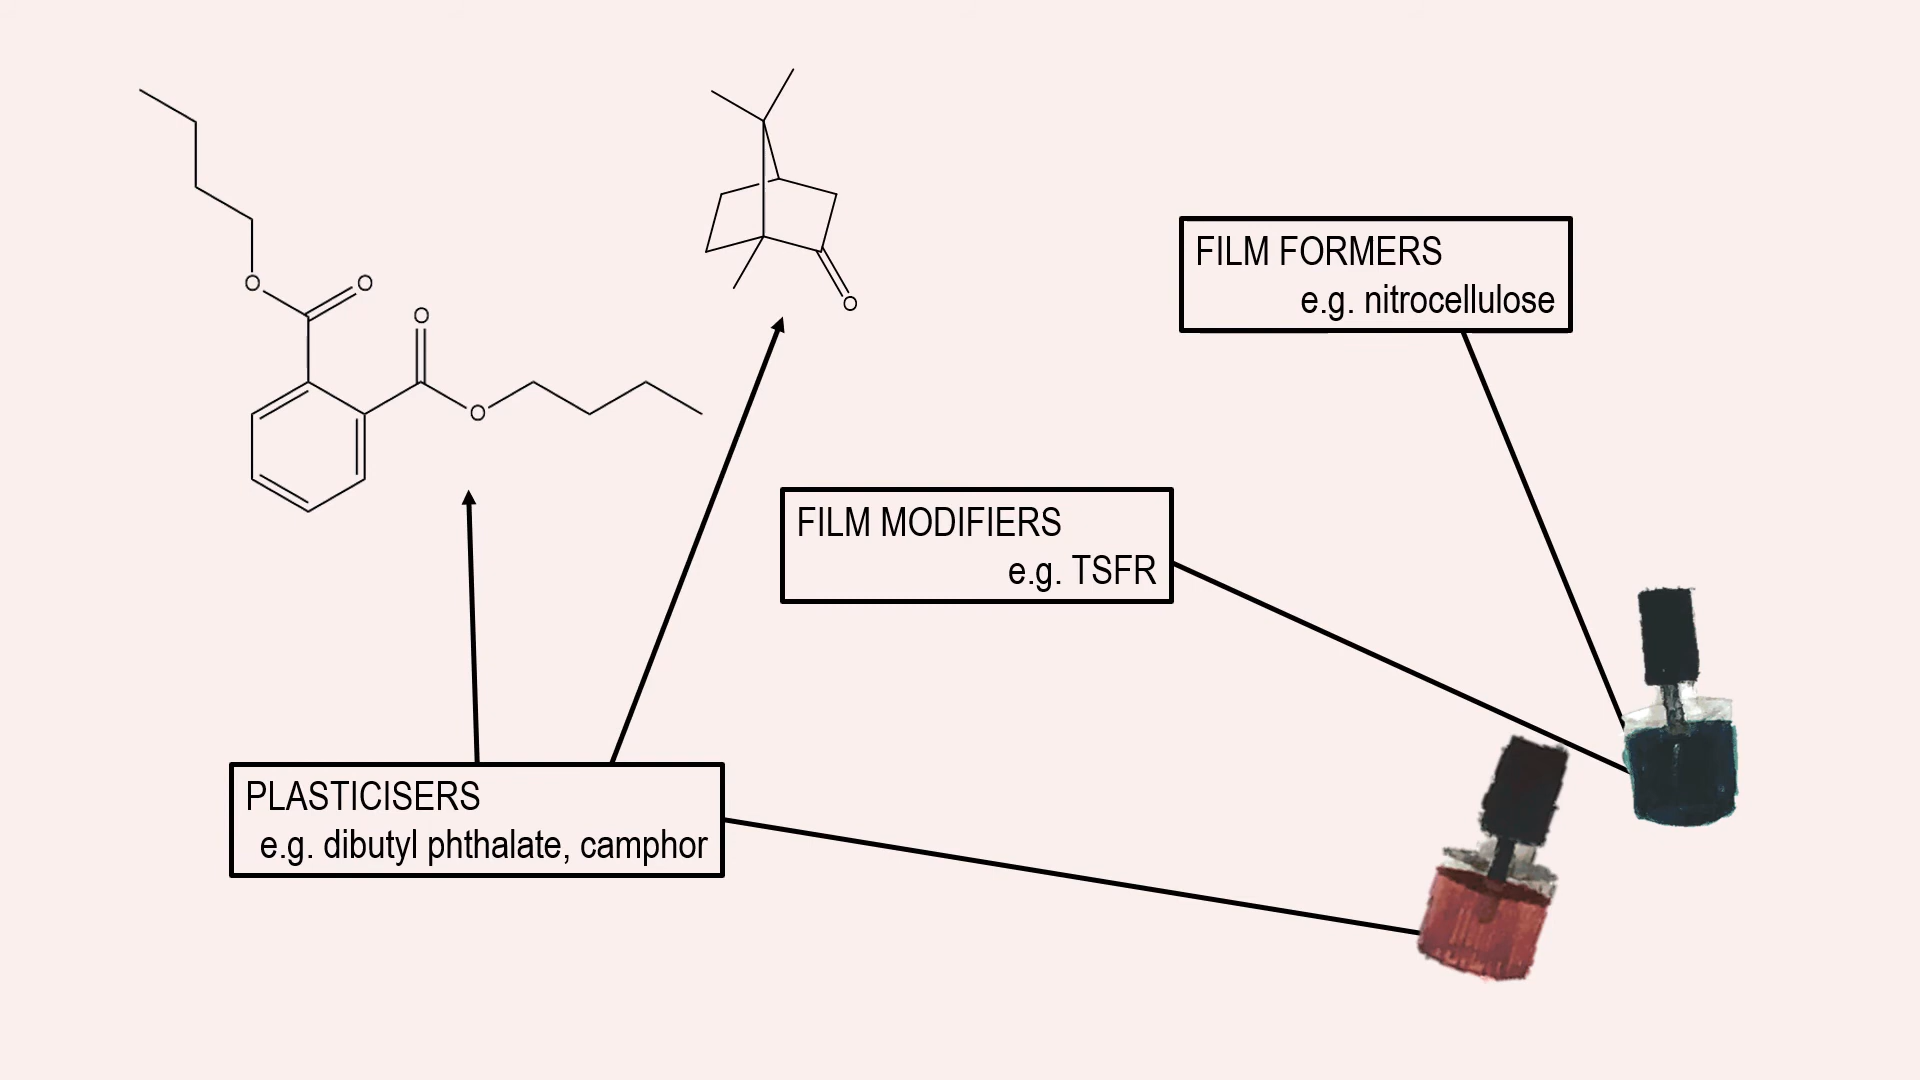 O
O
O
O
O
FILM FORMERS
e.g. nitrocellulose
FILM MODIFIERS
e.g. TSFR
PLASTICISERS
e.g. dibutyl phthalate, camphor